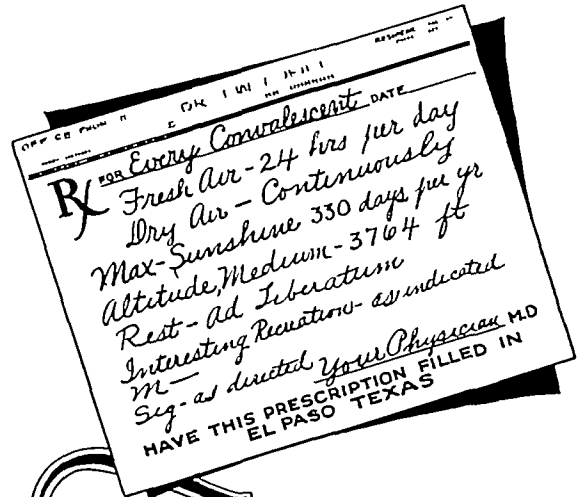 FOR Every Convalescent DATE
Rx Fresh Air - 24 hrs per day
Dry Air - Continuously
Max - Sunshine 330 days per yr
Altitude, Medium - 3764 ft
Rest - ad Liberatum
Interesting Recreation - as indicated
M —
Sig - as directed Your Physician M.D
HAVE THIS PRESCRIPTION FILLED IN
EL PASO TEXAS